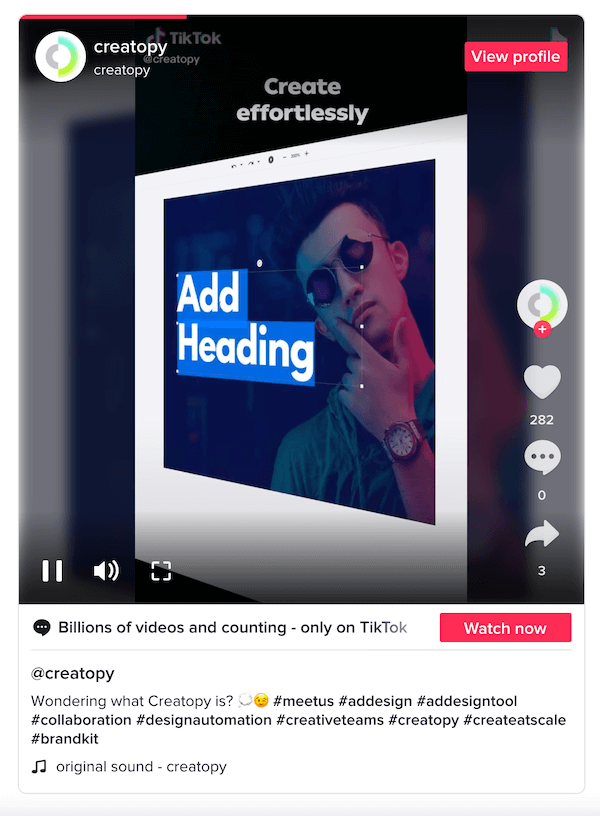 creatopy
creatopy
TikTok
@creatopy
View profile
Create
effortlessly
Add
Heading
282
0
3
Billions of videos and counting - only on TikTok
Watch now
@creatopy
Wondering what Creatopy is? 💭😉 #meetus #addesign #addesigntool
#collaboration #designautomation #creativeteams #creatopy #createatscale
#brandkit
original sound - creatopy